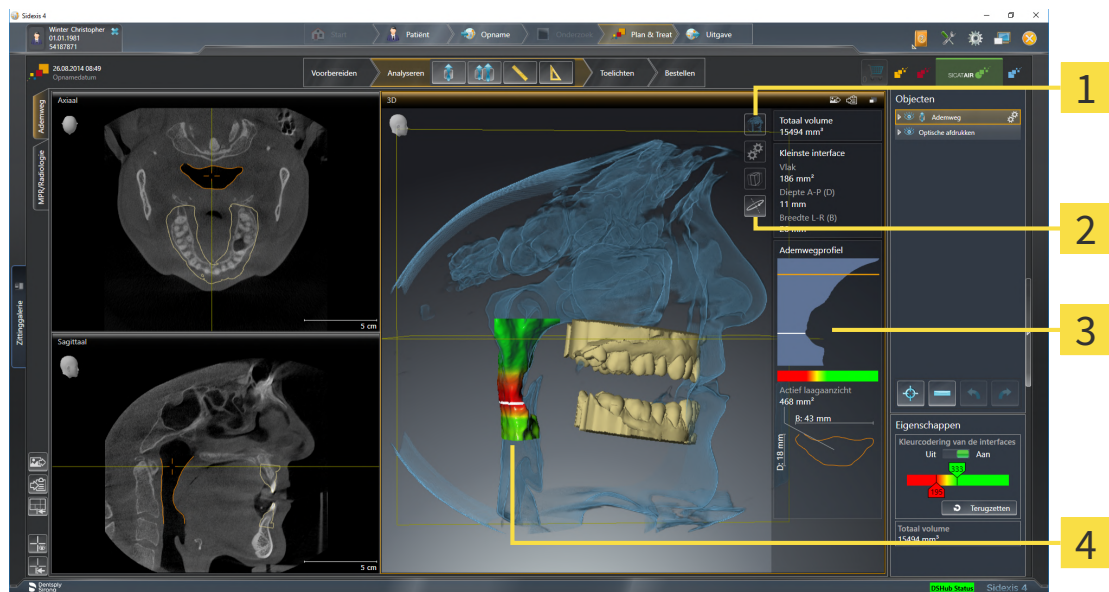 Sidexis 4
Winter Christopher
01.01.1981
54187871
Start
Patiënt
Opname
Onderzoek
Plan & Treat
Uitgave
26.08.2014 08:49
Opnamedatum
Voorbereiden
Analyseren
Toelichten
Bestellen
SICATAIR
Ademweg
MPR/Radiologie
Zittinggalerie
Axiaal
5 cm
Sagittaal
5 cm
3D
Totaal volume
15494 mm³
Kleinste interface
Vlak
186 mm²
Diepte A-P (D)
11 mm
Breedte L-R (B)
Ademwegprofiel
Actief laagaanzicht
468 mm²
B: 43 mm
D: 18 mm
Objecten
Ademweg
Optische afdrukken
Eigenschappen
Kleurcodering van de interfaces
Uit
Aan
333
195
Terugzetten
Totaal volume
15494 mm³
1
2
3
4
Dentsply
Sirona
DSHub Status
Sidexis 4